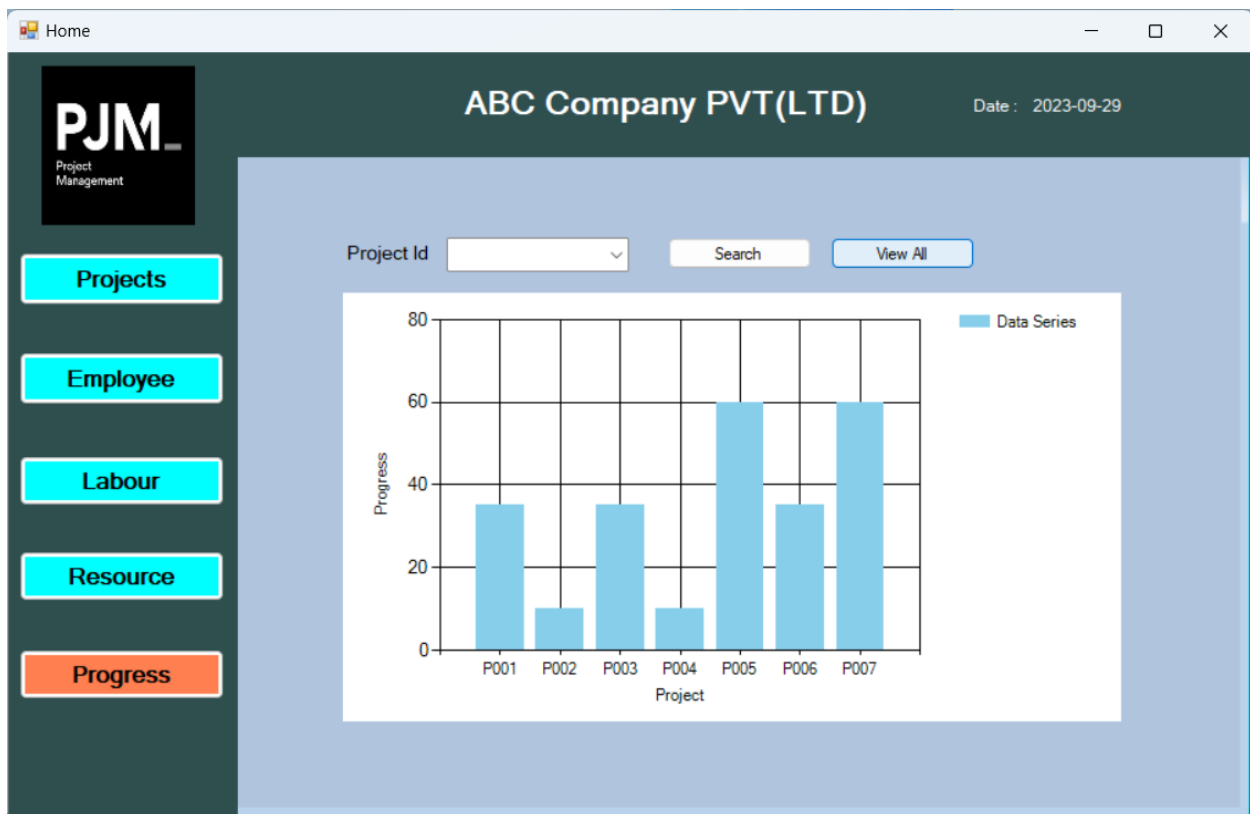 Home
PJM_
Project
Management
ABC Company PVT(LTD)
Date : 2023-09-29
Projects
Employee
Labour
Resource
Progress
Project Id
Search
View All
80
60
40
20
0
Progress
P001 P002 P003 P004 P005 P006 P007
Project
Data Series